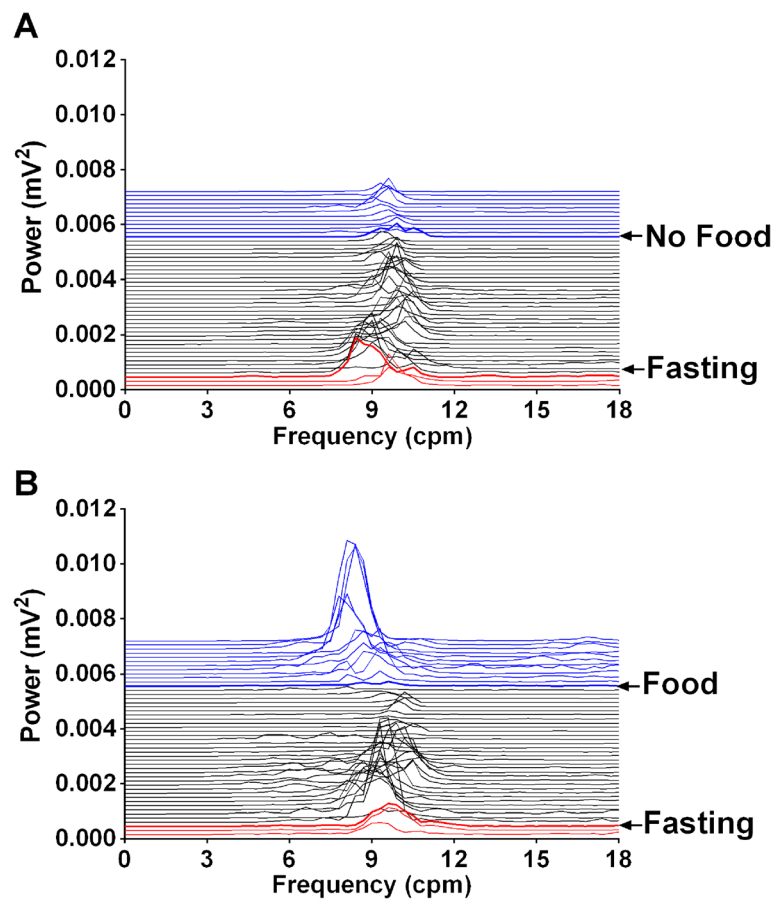 A
0.012
0.010
0.008
0.006
0.004
0.002
0.000
Power (mV²)
No Food
Fasting
0 3 6 9 12 15 18
Frequency (cpm)
B
0.012
0.010
0.008
0.006
0.004
0.002
0.000
Power (mV²)
Food
Fasting
0 3 6 9 12 15 18
Frequency (cpm)